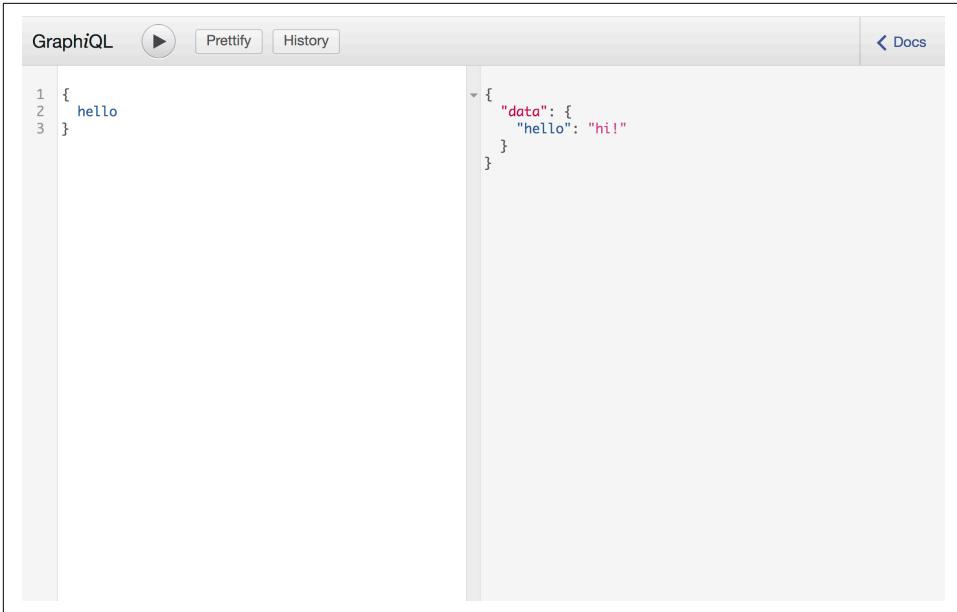 GraphiQL Prettify History Docs
1 {
2   hello
3 }
{
  "data": {
    "hello": "hi!"
  }
}